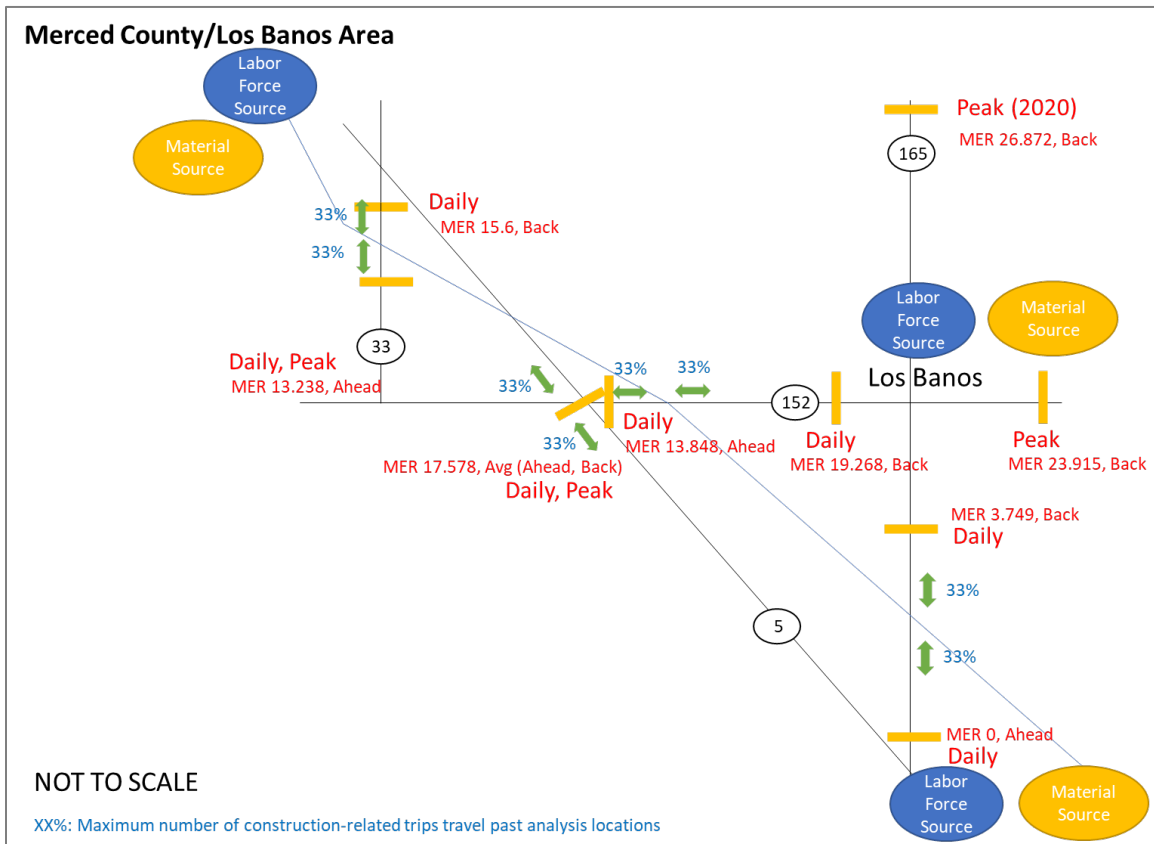 Merced County/Los Banos Area
Labor
Force
Source
Material
Source
Peak (2020)
MER 26.872, Back
165
Daily
MER 15.6, Back
33%
33%
Labor
Force
Source
Material
Source
33
Daily, Peak
MER 13.238, Ahead
33%
33%
33%
Los Banos
152
Daily
MER 13.848, Ahead
33%
MER 17.578, Avg (Ahead, Back)
Daily, Peak
Daily
MER 19.268, Back
Peak
MER 23.915, Back
MER 3.749, Back
Daily
33%
5
33%
MER 0, Ahead
Daily
Labor
Force
Source
Material
Source
NOT TO SCALE
XX%: Maximum number of construction-related trips travel past analysis locations